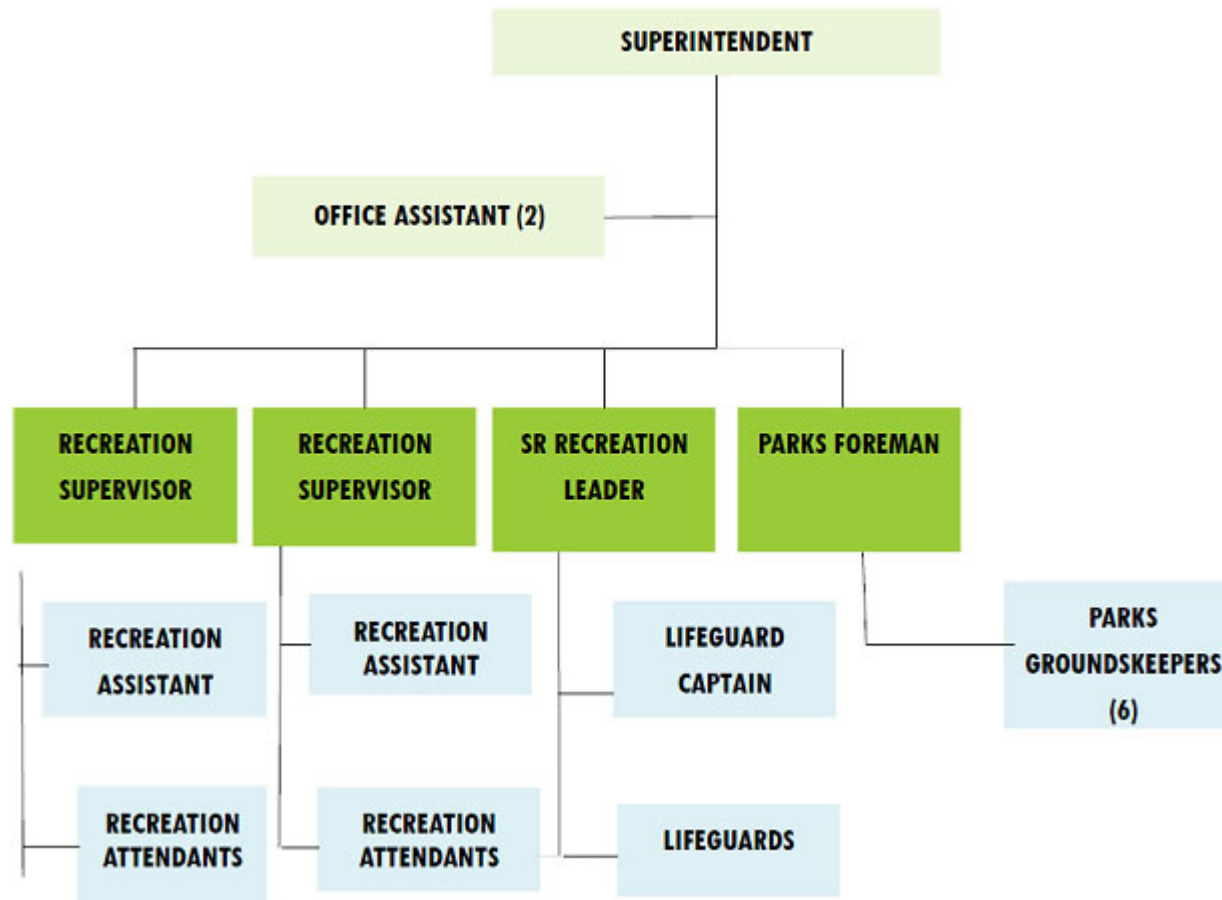 SUPERINTENDENT
OFFICE ASSISTANT (2)
RECREATION
SUPERVISOR
RECREATION
SUPERVISOR
SR RECREATION
LEADER
PARKS FOREMAN
RECREATION
ASSISTANT
RECREATION
ASSISTANT
LIFEGUARD
CAPTAIN
PARKS
GROUNDSKEEPERS
(6)
RECREATION
ATTENDANTS
RECREATION
ATTENDANTS
LIFEGUARDS